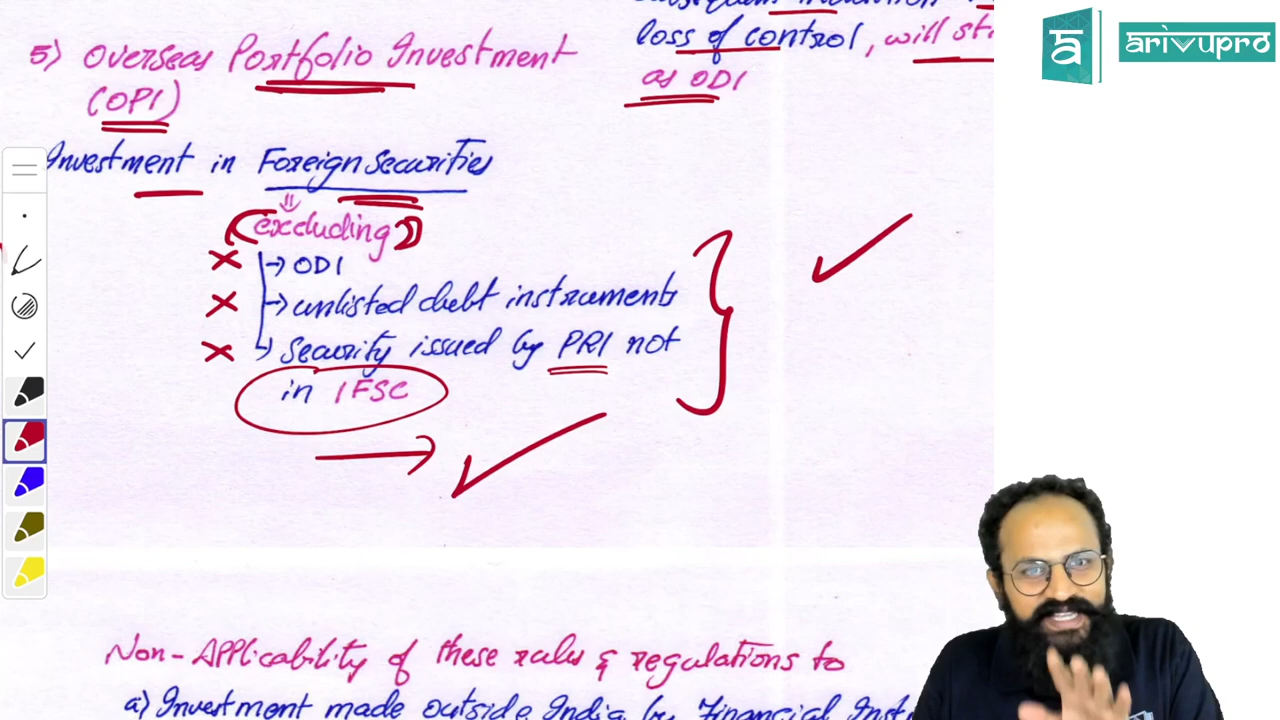 5) Overseas Portfolio Investment
(OPI)
Investment in Foreign Securities
excluding
→ ODI
→ unlisted debt instruments
↳ Security issued by PRI not
in IFSC
loss of control, will
as ODI
arivupro
Non-Applicability of these rules & regulations to
a) Investment made outside India by Financial